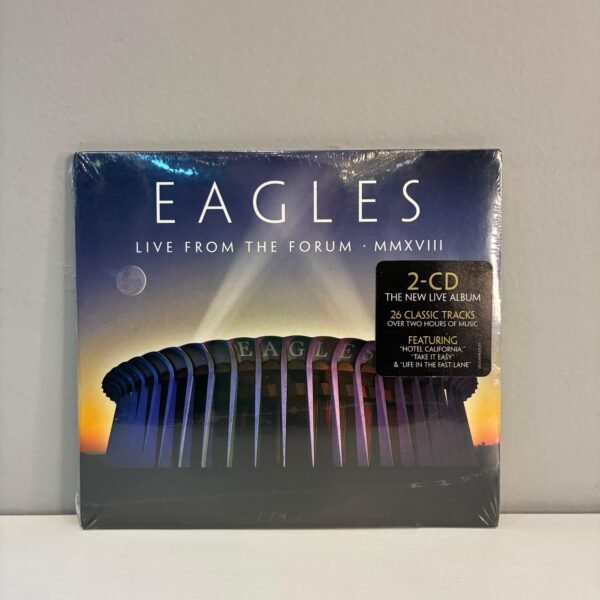 EAGLES
LIVE FROM THE FORUM · MMXVIII
2-CD
THE NEW LIVE ALBUM
26 CLASSIC TRACKS
OVER TWO HOURS OF MUSIC
FEATURING
"HOTEL CALIFORNIA,"
"TAKE IT EASY"
& "LIFE IN THE FAST LANE"
EAGLES